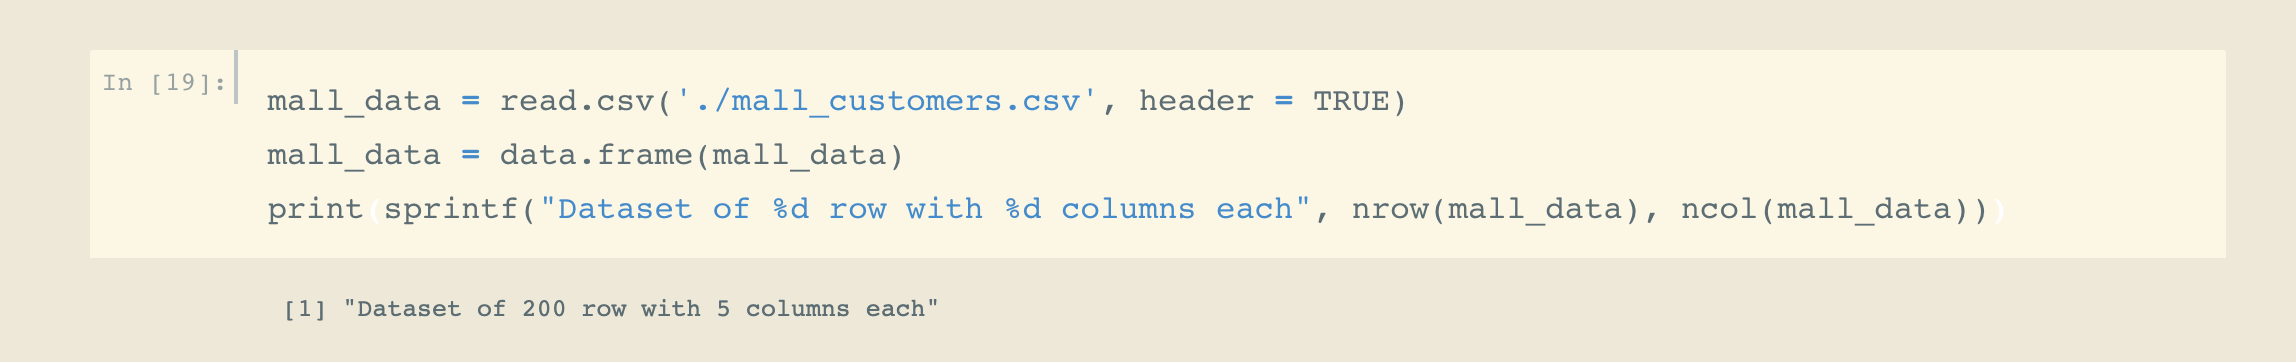 In [19]:
mall_data = read.csv('./mall_customers.csv', header = TRUE)
mall_data = data.frame(mall_data)
print(sprintf("Dataset of %d row with %d columns each", nrow(mall_data), ncol(mall_data)))
[1] "Dataset of 200 row with 5 columns each"